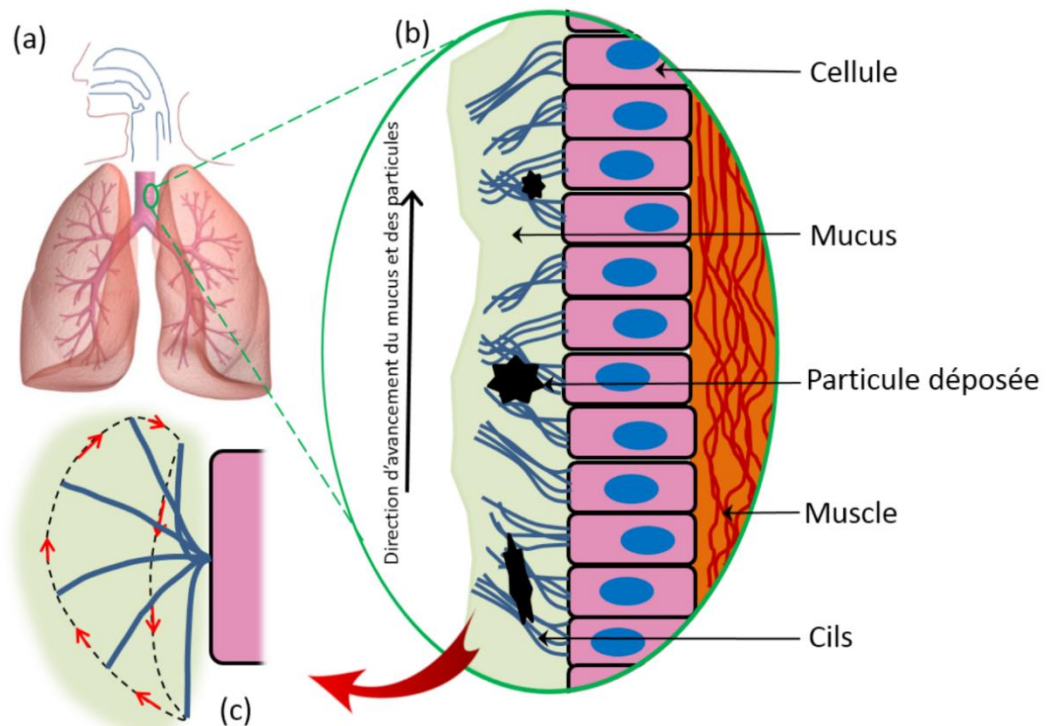 (a)
(b)
Cellule
Direction d'avancement du mucus et des particules
Mucus
Particule déposée
Muscle
Cils
(c)